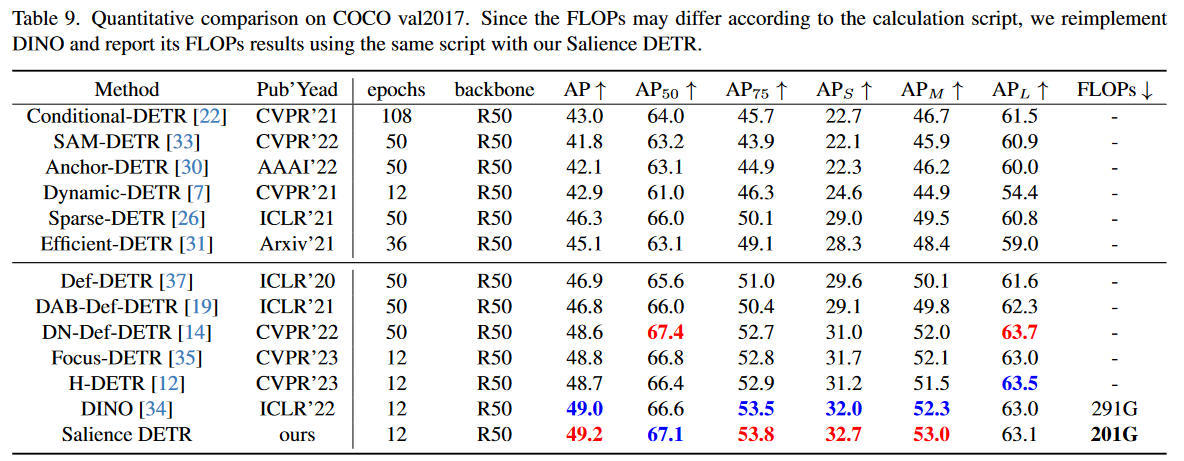 Table 9. Quantitative comparison on COCO val2017. Since the FLOPs may differ according to the calculation script, we reimplement
DINO and report its FLOPs results using the same script with our Salience DETR.
Method Pub'Yead epochs backbone AP ↑ AP50 ↑ AP75 ↑ APS ↑ APM ↑ APL ↑ FLOPs ↓
Conditional-DETR [22] CVPR'21 108 R50 43.0 64.0 45.7 22.7 46.7 61.5 -
SAM-DETR [33] CVPR'22 50 R50 41.8 63.2 43.9 22.1 45.9 60.9 -
Anchor-DETR [30] AAAI'22 50 R50 42.1 63.1 44.9 22.3 46.2 60.0 -
Dynamic-DETR [7] CVPR'21 12 R50 42.9 61.0 46.3 24.6 44.9 54.4 -
Sparse-DETR [26] ICLR'21 50 R50 46.3 66.0 50.1 29.0 49.5 60.8 -
Efficient-DETR [31] Arxiv'21 36 R50 45.1 63.1 49.1 28.3 48.4 59.0 -
Def-DETR [37] ICLR'20 50 R50 46.9 65.6 51.0 29.6 50.1 61.6 -
DAB-Def-DETR [19] ICLR'21 50 R50 46.8 66.0 50.4 29.1 49.8 62.3 -
DN-Def-DETR [14] CVPR'22 50 R50 48.6 67.4 52.7 31.0 52.0 63.7 -
Focus-DETR [35] CVPR'23 12 R50 48.8 66.8 52.8 31.7 52.1 63.0 -
H-DETR [12] CVPR'23 12 R50 48.7 66.4 52.9 31.2 51.5 63.5 -
DINO [34] ICLR'22 12 R50 49.0 66.6 53.5 32.0 52.3 63.0 291G
Salience DETR ours 12 R50 49.2 67.1 53.8 32.7 53.0 63.1 201G